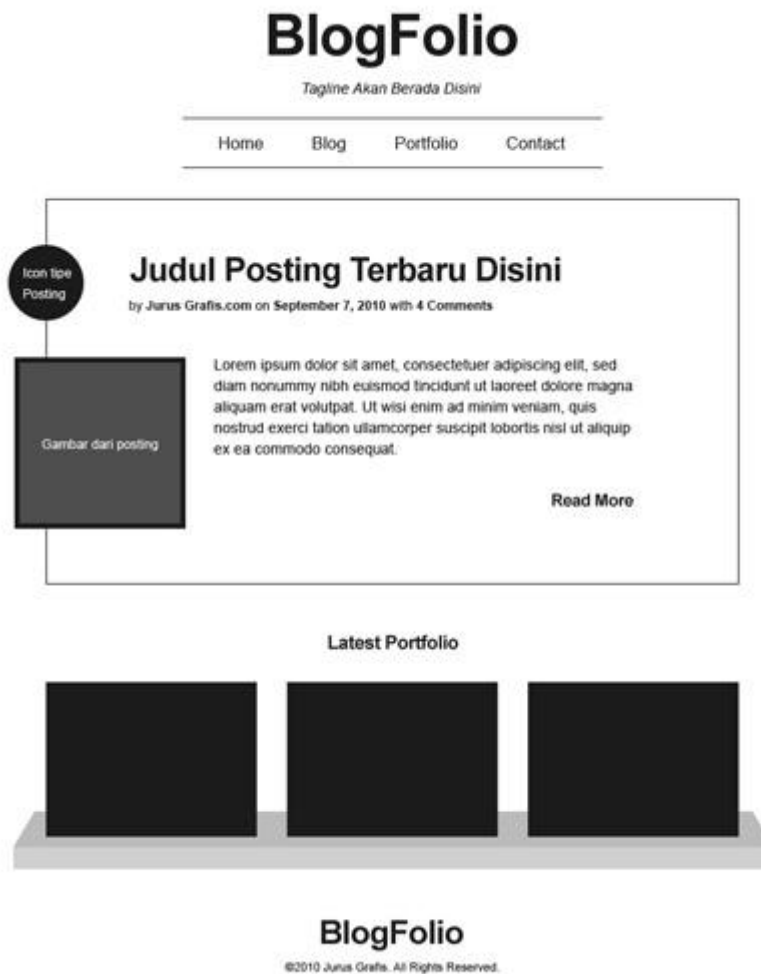 BlogFolio
Tagline Akan Berada Disini
Home Blog Portfolio Contact
Icon tipe
Posting
Judul Posting Terbaru Disini
by Jurus Grafis.com on September 7, 2010 with 4 Comments
Gambar dari posting
Lorem ipsum dolor sit amet, consectetuer adipiscing elit, sed
diam nonummy nibh euismod tincidunt ut laoreet dolore magna
aliquam erat volutpat. Ut wisi enim ad minim veniam, quis
nostrud exerci tation ullamcorper suscipit lobortis nisl ut aliquip
ex ea commodo consequat.
Read More
Latest Portfolio
BlogFolio
©2010 Jurus Grafis. All Rights Reserved.